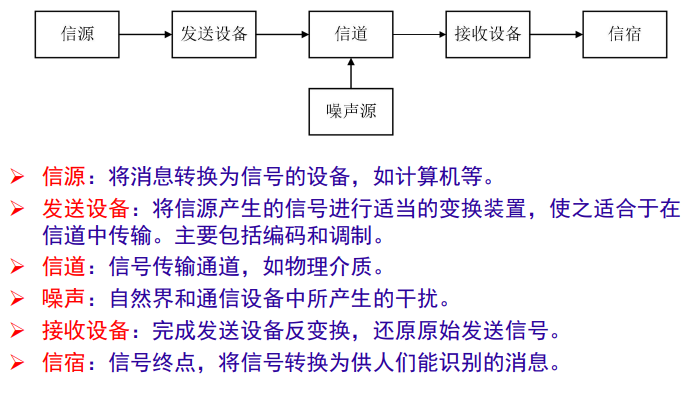 信源
发送设备
信道
接收设备
信宿
噪声源
信源：将消息转换为信号的设备，如计算机等。
发送设备：将信源产生的信号进行适当的变换装置，使之适合于在
信道中传输。主要包括编码和调制。
信道：信号传输通道，如物理介质。
噪声：自然界和通信设备中所产生的干扰。
接收设备：完成发送设备反变换，还原原始发送信号。
信宿：信号终点，将信号转换为供人们能识别的消息。